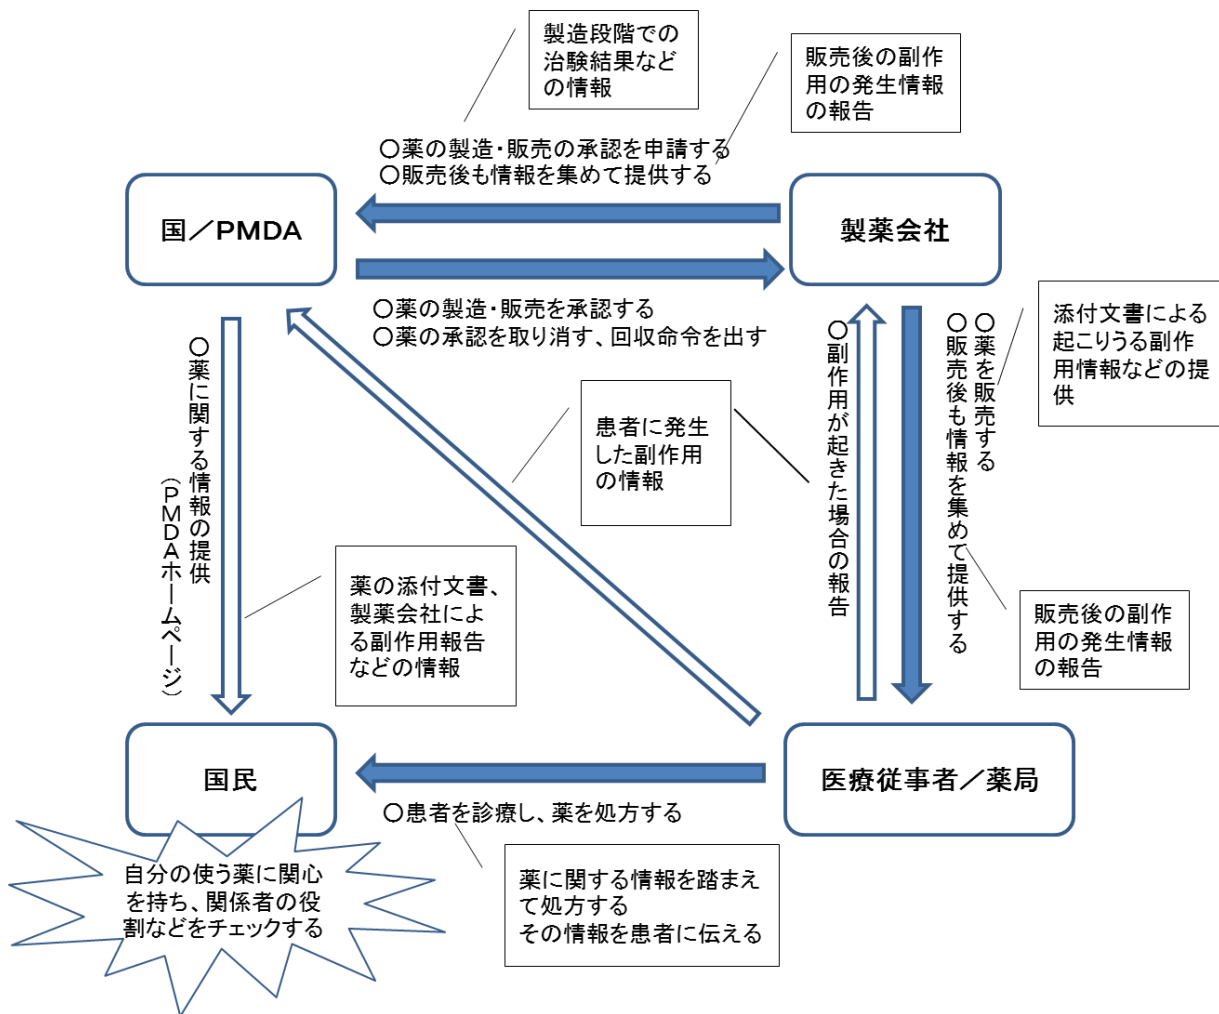 製造段階での
治験結果など
の情報
販売後の副作
用の発生情報
の報告
○薬の製造・販売の承認を申請する
○販売後も情報を集めて提供する
国／PMDA
製薬会社
○薬の製造・販売を承認する
○薬の承認を取り消す、回収命令を出す
添付文書による
起こりうる副作
用情報などの提
供
○薬を販売する
○販売後も情報を集めて提供する
○副作用が起きた場合の報告
患者に発生
した副作用
の情報
○薬に関する情報の提供
（PMDAホームページ）
薬の添付文書、
製薬会社によ
る副作用報告
などの情報
販売後の副作
用の発生情報
の報告
国民
医療従事者／薬局
○患者を診療し、薬を処方する
自分の使う薬に関心
を持ち、関係者の役
割などをチェックする
薬に関する情報を踏まえ
て処方する
その情報を患者に伝える